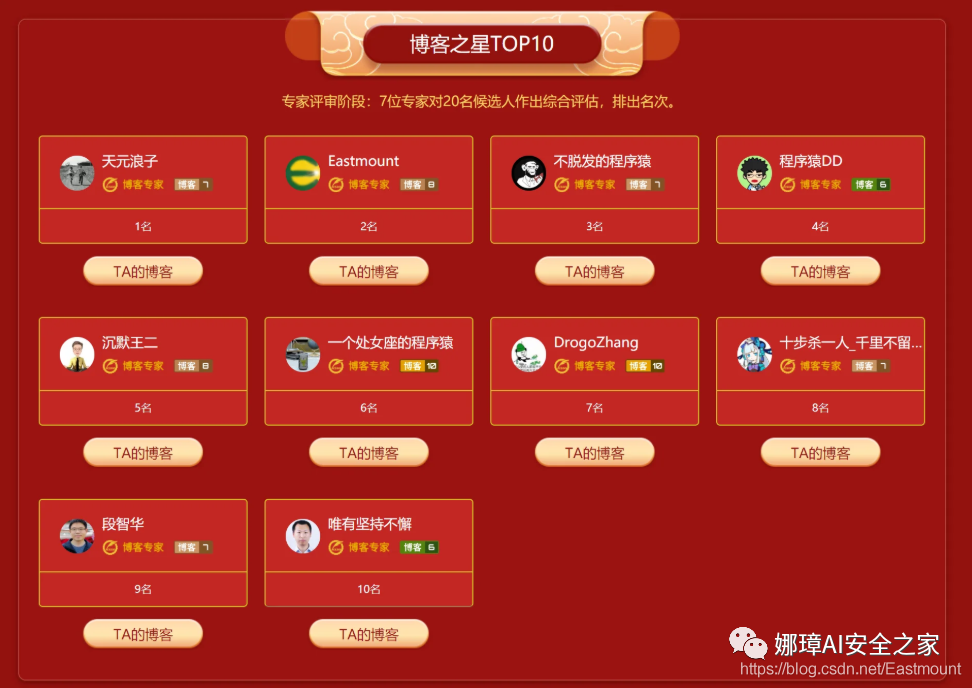 博客之星TOP10
专家评审阶段：7位专家对20名候选人作出综合评估，排出名次。
天元浪子 Eastmount 不脱发的程序猿 程序猿DD
博客专家 博客 7 博客专家 博客 8 博客专家 博客 7 博客专家 博客 6
1名 2名 3名 4名
TA的博客 TA的博客 TA的博客 TA的博客
沉默王二 一个处女座的程序猿 DrogoZhang 十步杀一人_千里不留...
博客专家 博客 8 博客专家 博客 10 博客专家 博客 10 博客专家 博客 7
5名 6名 7名 8名
TA的博客 TA的博客 TA的博客 TA的博客
段智华 唯有坚持不懈
博客专家 博客 7 博客专家 博客 6
9名 10名
TA的博客 TA的博客
娜璋AI安全之家
https://blog.csdn.net/Eastmount